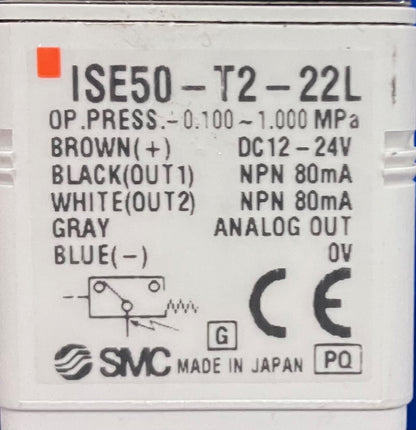 ISE50-T2-22L
OP.PRESS.-0.100~1.000 MPa
BROWN(+) DC12-24V
BLACK(OUT1) NPN 80mA
WHITE(OUT2) NPN 80mA
GRAY ANALOG OUT
BLUE(-) 0V
CE
G
SMC MADE IN JAPAN PQ